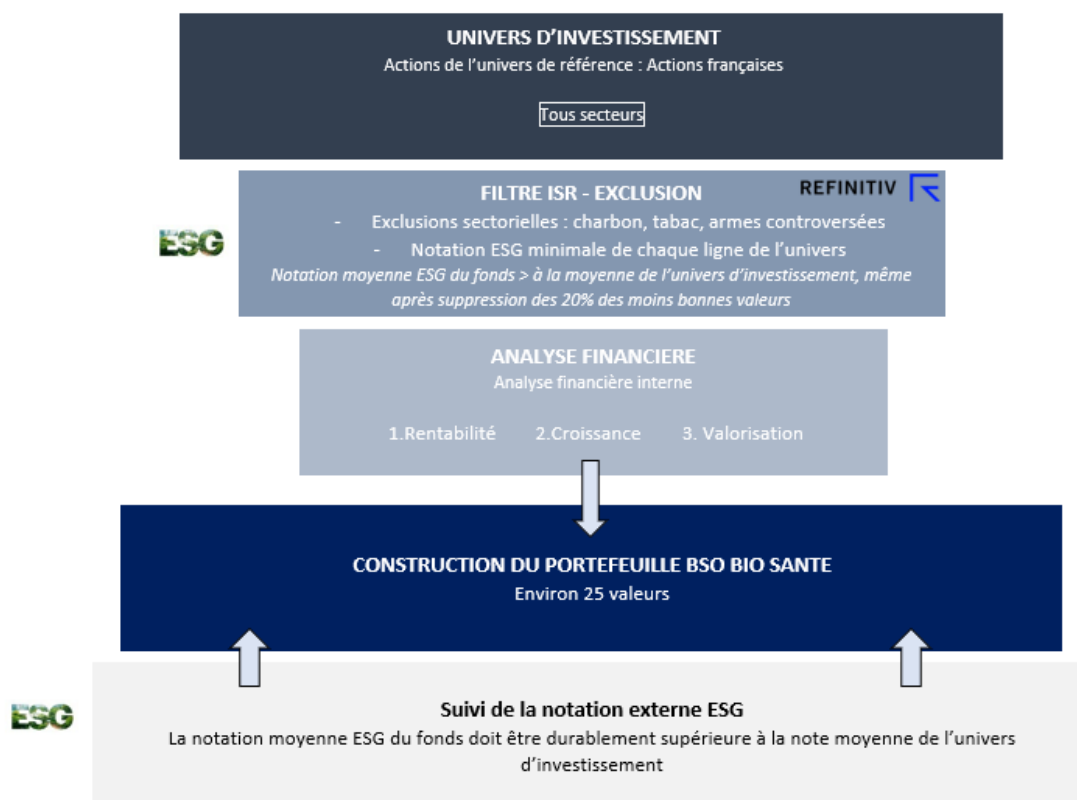 UNIVERS D'INVESTISSEMENT
Actions de l'univers de référence : Actions françaises
Tous secteurs
FILTRE ISR - EXCLUSION
REFINITIV
- Exclusions sectorielles : charbon, tabac, armes controversées
ESG
- Notation ESG minimale de chaque ligne de l'univers
Notation moyenne ESG du fonds > à la moyenne de l'univers d'investissement, même
après suppression des 20% des moins bonnes valeurs
ANALYSE FINANCIERE
Analyse financière interne
1.Rentabilité 2.Croissance 3. Valorisation
CONSTRUCTION DU PORTEFEUILLE BSO BIO SANTE
Environ 25 valeurs
ESG
Suivi de la notation externe ESG
La notation moyenne ESG du fonds doit être durablement supérieure à la note moyenne de l'univers
d'investissement